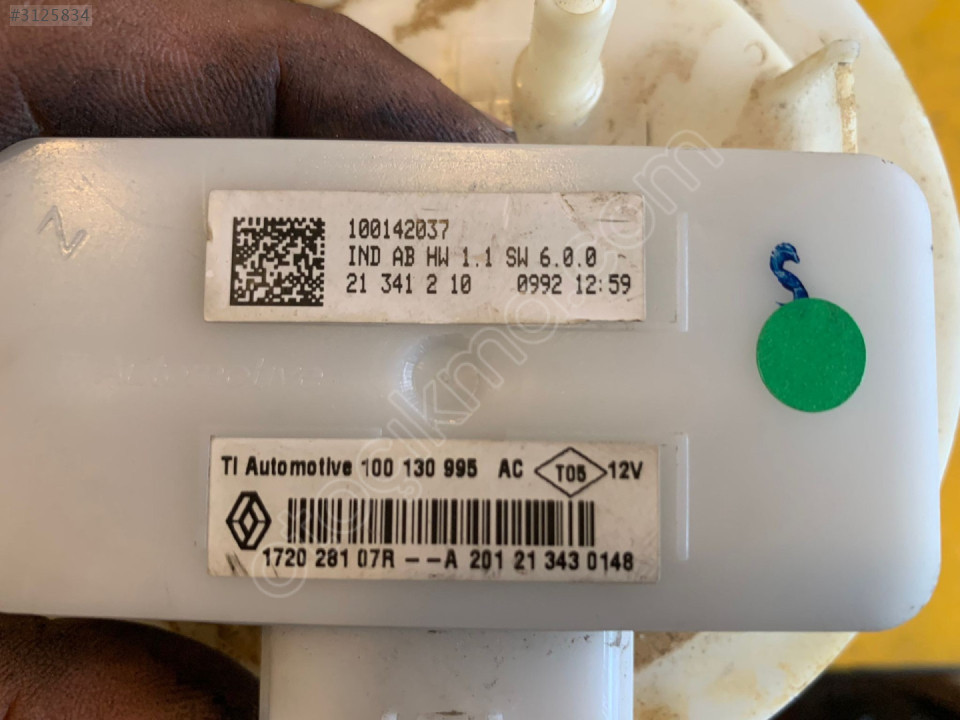 #3125834
100142037
IND AB HW 1.1 SW 6.0.0
21 341 2 10 0992 12:59
TI Automotive 100 130 995 AC T05 12V
1720 281 07R --A 201 21 343 0148